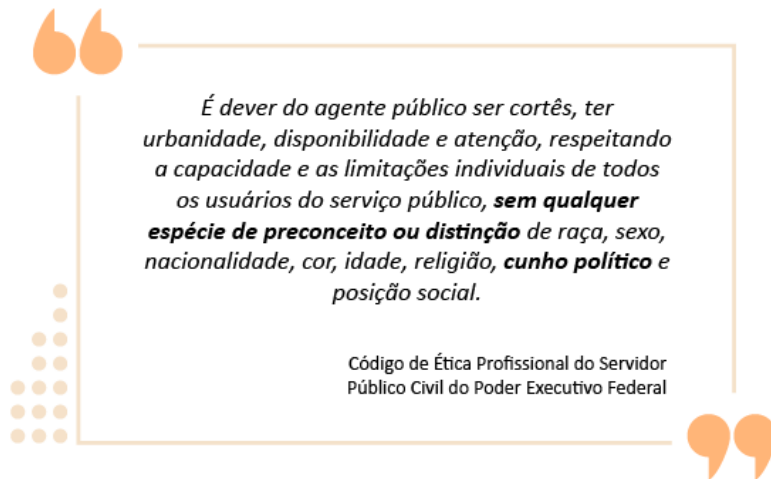 É dever do agente público ser cortês, ter
urbanidade, disponibilidade e atenção, respeitando
a capacidade e as limitações individuais de todos
os usuários do serviço público, sem qualquer
espécie de preconceito ou distinção de raça, sexo,
nacionalidade, cor, idade, religião, cunho político e
posição social.
Código de Ética Profissional do Servidor
Público Civil do Poder Executivo Federal